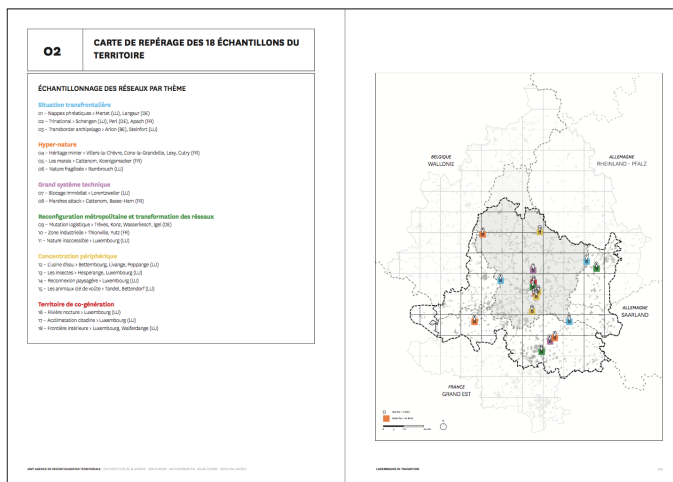 02
CARTE DE REPÉRAGE DES 18 ÉCHANTILLONS DU
TERRITOIRE
ÉCHANTILLONNAGE DES RÉSEAUX PAR THÈME
Situation transfrontalière
01 – Nappes phréatiques > Mertet (LU), Langsur (DE)
02 – Trinational > Schengen (LU), Perl (DE), Apach (FR)
03 – Transborder archipelago > Arlon (BE), Steinfort (LU)
Hyper-nature
04 – Héritage minier > Villers-la-Chèvre, Cons-la-Grandville, Lexy, Cutry (FR)
05 – Les marais > Cattenom, Koenigsmacker (FR)
06 – Nature fragilisée > Rambrouch (LU)
Grand système technique
07 – Blocage immédiat > Lorentzweiler (LU)
08 – Marches attack > Cattenom, Basse-Ham (FR)
Reconfiguration métropolitaine et transformation des réseaux
09 – Mutation logistique > Trèves, Konz, Wasserliesch, Igel (DE)
10 – Zone industrielle > Thionville, Yutz (FR)
11 – Nature inaccessible > Luxembourg (LU)
Concentration périphérique
12 – Cuisine d'eau > Bettembourg, Livange, Peppange (LU)
13 – Les insectes > Hesperange, Luxembourg (LU)
14 – Reconnexion paysagère > Luxembourg (LU)
15 – Les animaux clé de voûte > Tandel, Bettendorf (LU)
Territoire de co-génération
16 – Rivière nocture > Luxembourg (LU)
17 – Acclimatation citadine > Luxembourg (LU)
18 – Frontière intérieure > Luxembourg, Walferdange (LU)
BELGIQUE
WALLONIE
ALLEMAGNE
RHEINLAND - PFALZ
ALLEMAGNE
SAARLAND
FRANCE
GRAND EST
LUXEMBOURG IN TRANSITION